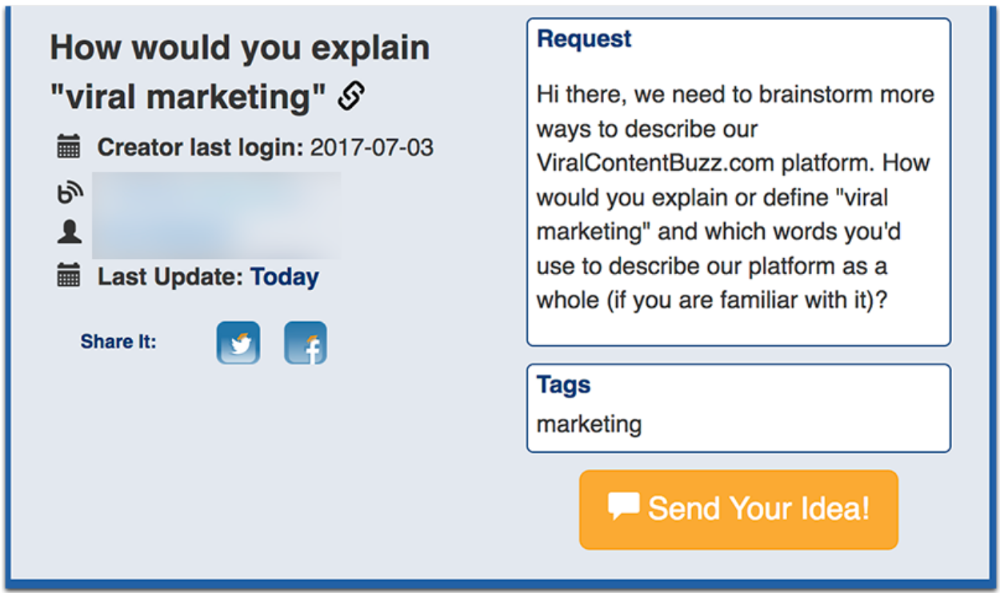 How would you explain
"viral marketing"
Creator last login: 2017-07-03
Last Update: Today
Share It:
Request
Hi there, we need to brainstorm more
ways to describe our
ViralContentBuzz.com platform. How
would you explain or define "viral
marketing" and which words you'd
use to describe our platform as a
whole (if you are familiar with it)?
Tags
marketing
Send Your Idea!